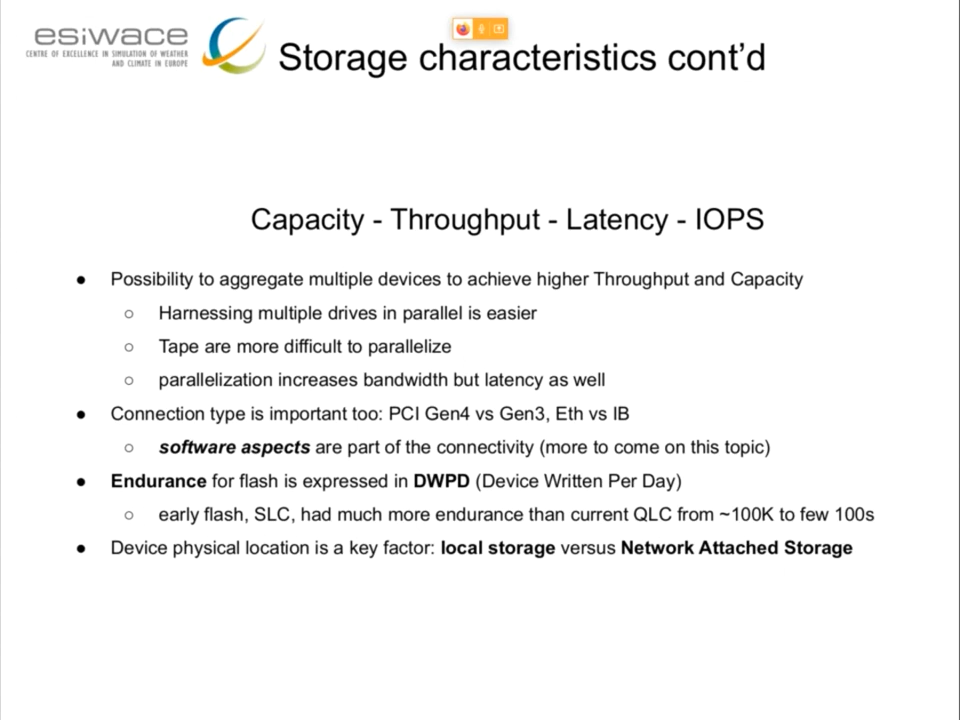 esiwace
CENTRE OF EXCELLENCE IN SIMULATION OF WEATHER
AND CLIMATE IN EUROPE
Storage characteristics cont'd
Capacity - Throughput - Latency - IOPS
● Possibility to aggregate multiple devices to achieve higher Throughput and Capacity
○ Harnessing multiple drives in parallel is easier
○ Tape are more difficult to parallelize
○ parallelization increases bandwidth but latency as well
● Connection type is important too: PCI Gen4 vs Gen3, Eth vs IB
○ software aspects are part of the connectivity (more to come on this topic)
● Endurance for flash is expressed in DWPD (Device Written Per Day)
○ early flash, SLC, had much more endurance than current QLC from ~100K to few 100s
● Device physical location is a key factor: local storage versus Network Attached Storage